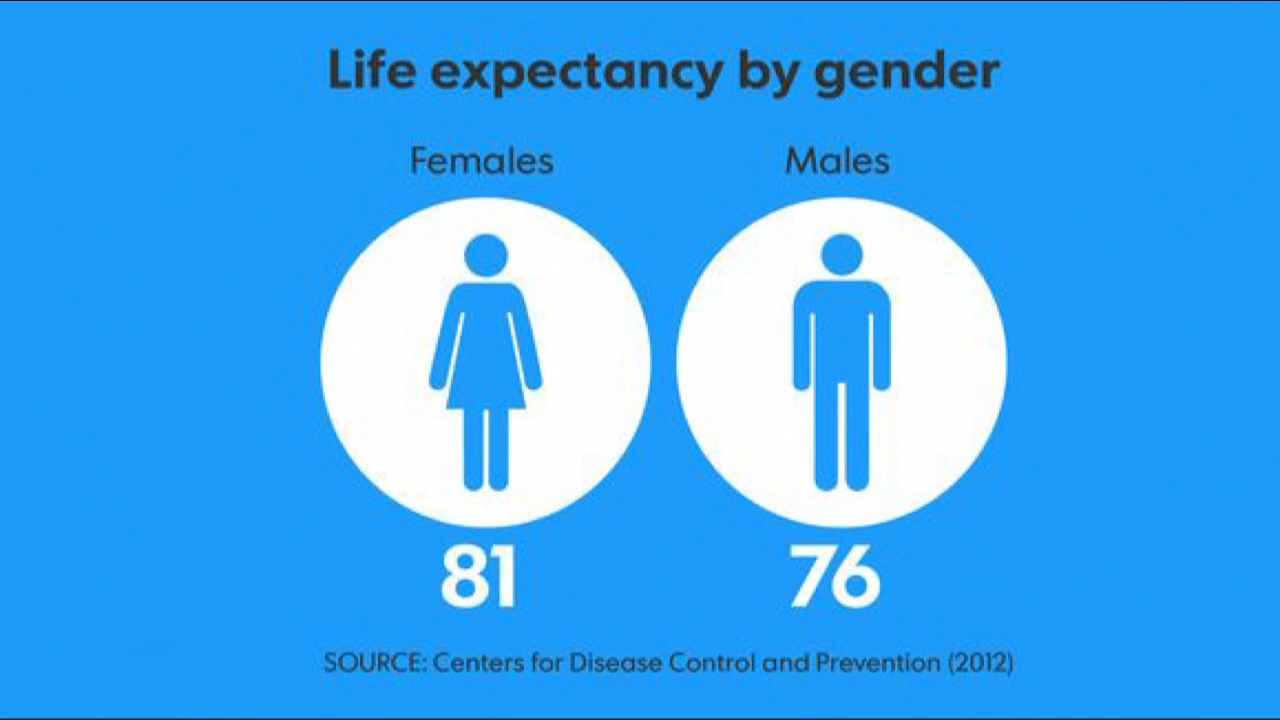 Life expectancy by gender
Females Males
81 76
SOURCE: Centers for Disease Control and Prevention (2012)